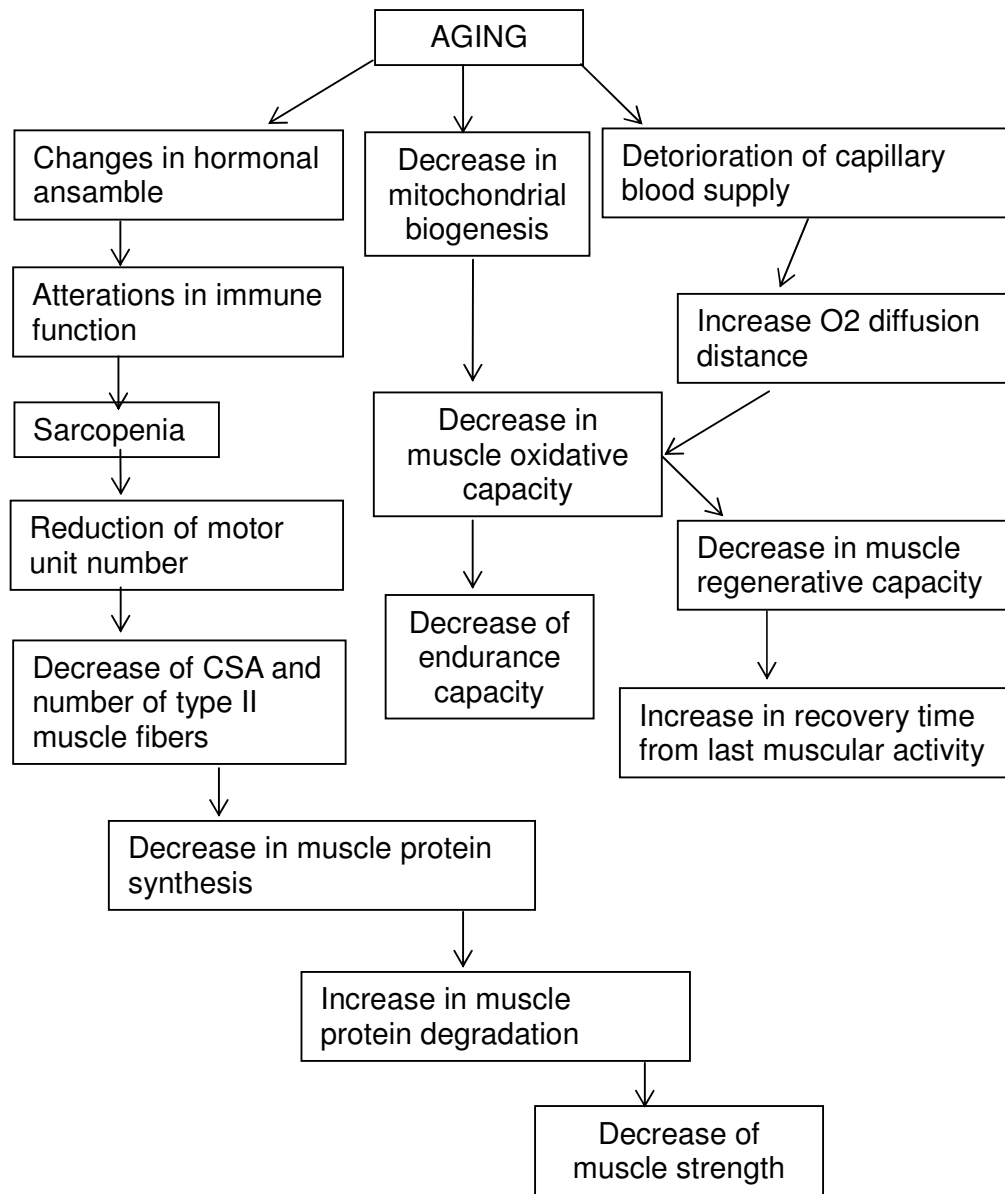 AGING
Changes in hormonal
ansamble
Decrease in
mitochondrial
biogenesis
Detorioration of capillary
blood supply
Atterations in immune
function
Increase O2 diffusion
distance
Sarcopenia
Decrease in
muscle oxidative
capacity
Reduction of motor
unit number
Decrease in muscle
regenerative capacity
Decrease of
endurance
capacity
Decrease of CSA and
number of type II
muscle fibers
Increase in recovery time
from last muscular activity
Decrease in muscle protein
synthesis
Increase in muscle
protein degradation
Decrease of
muscle strength